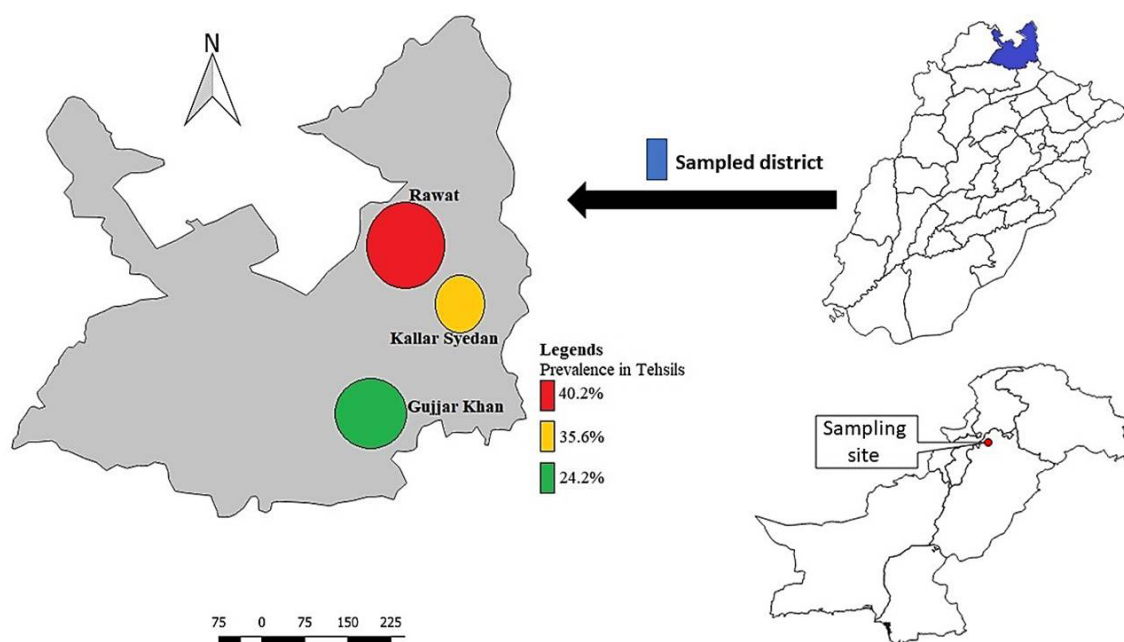 N
Rawat
Kallar Syedan
Gujjar Khan
Legends
Prevalence in Tehsils
40.2%
35.6%
24.2%
Sampled district
Sampling
site
75 0 75 150 225